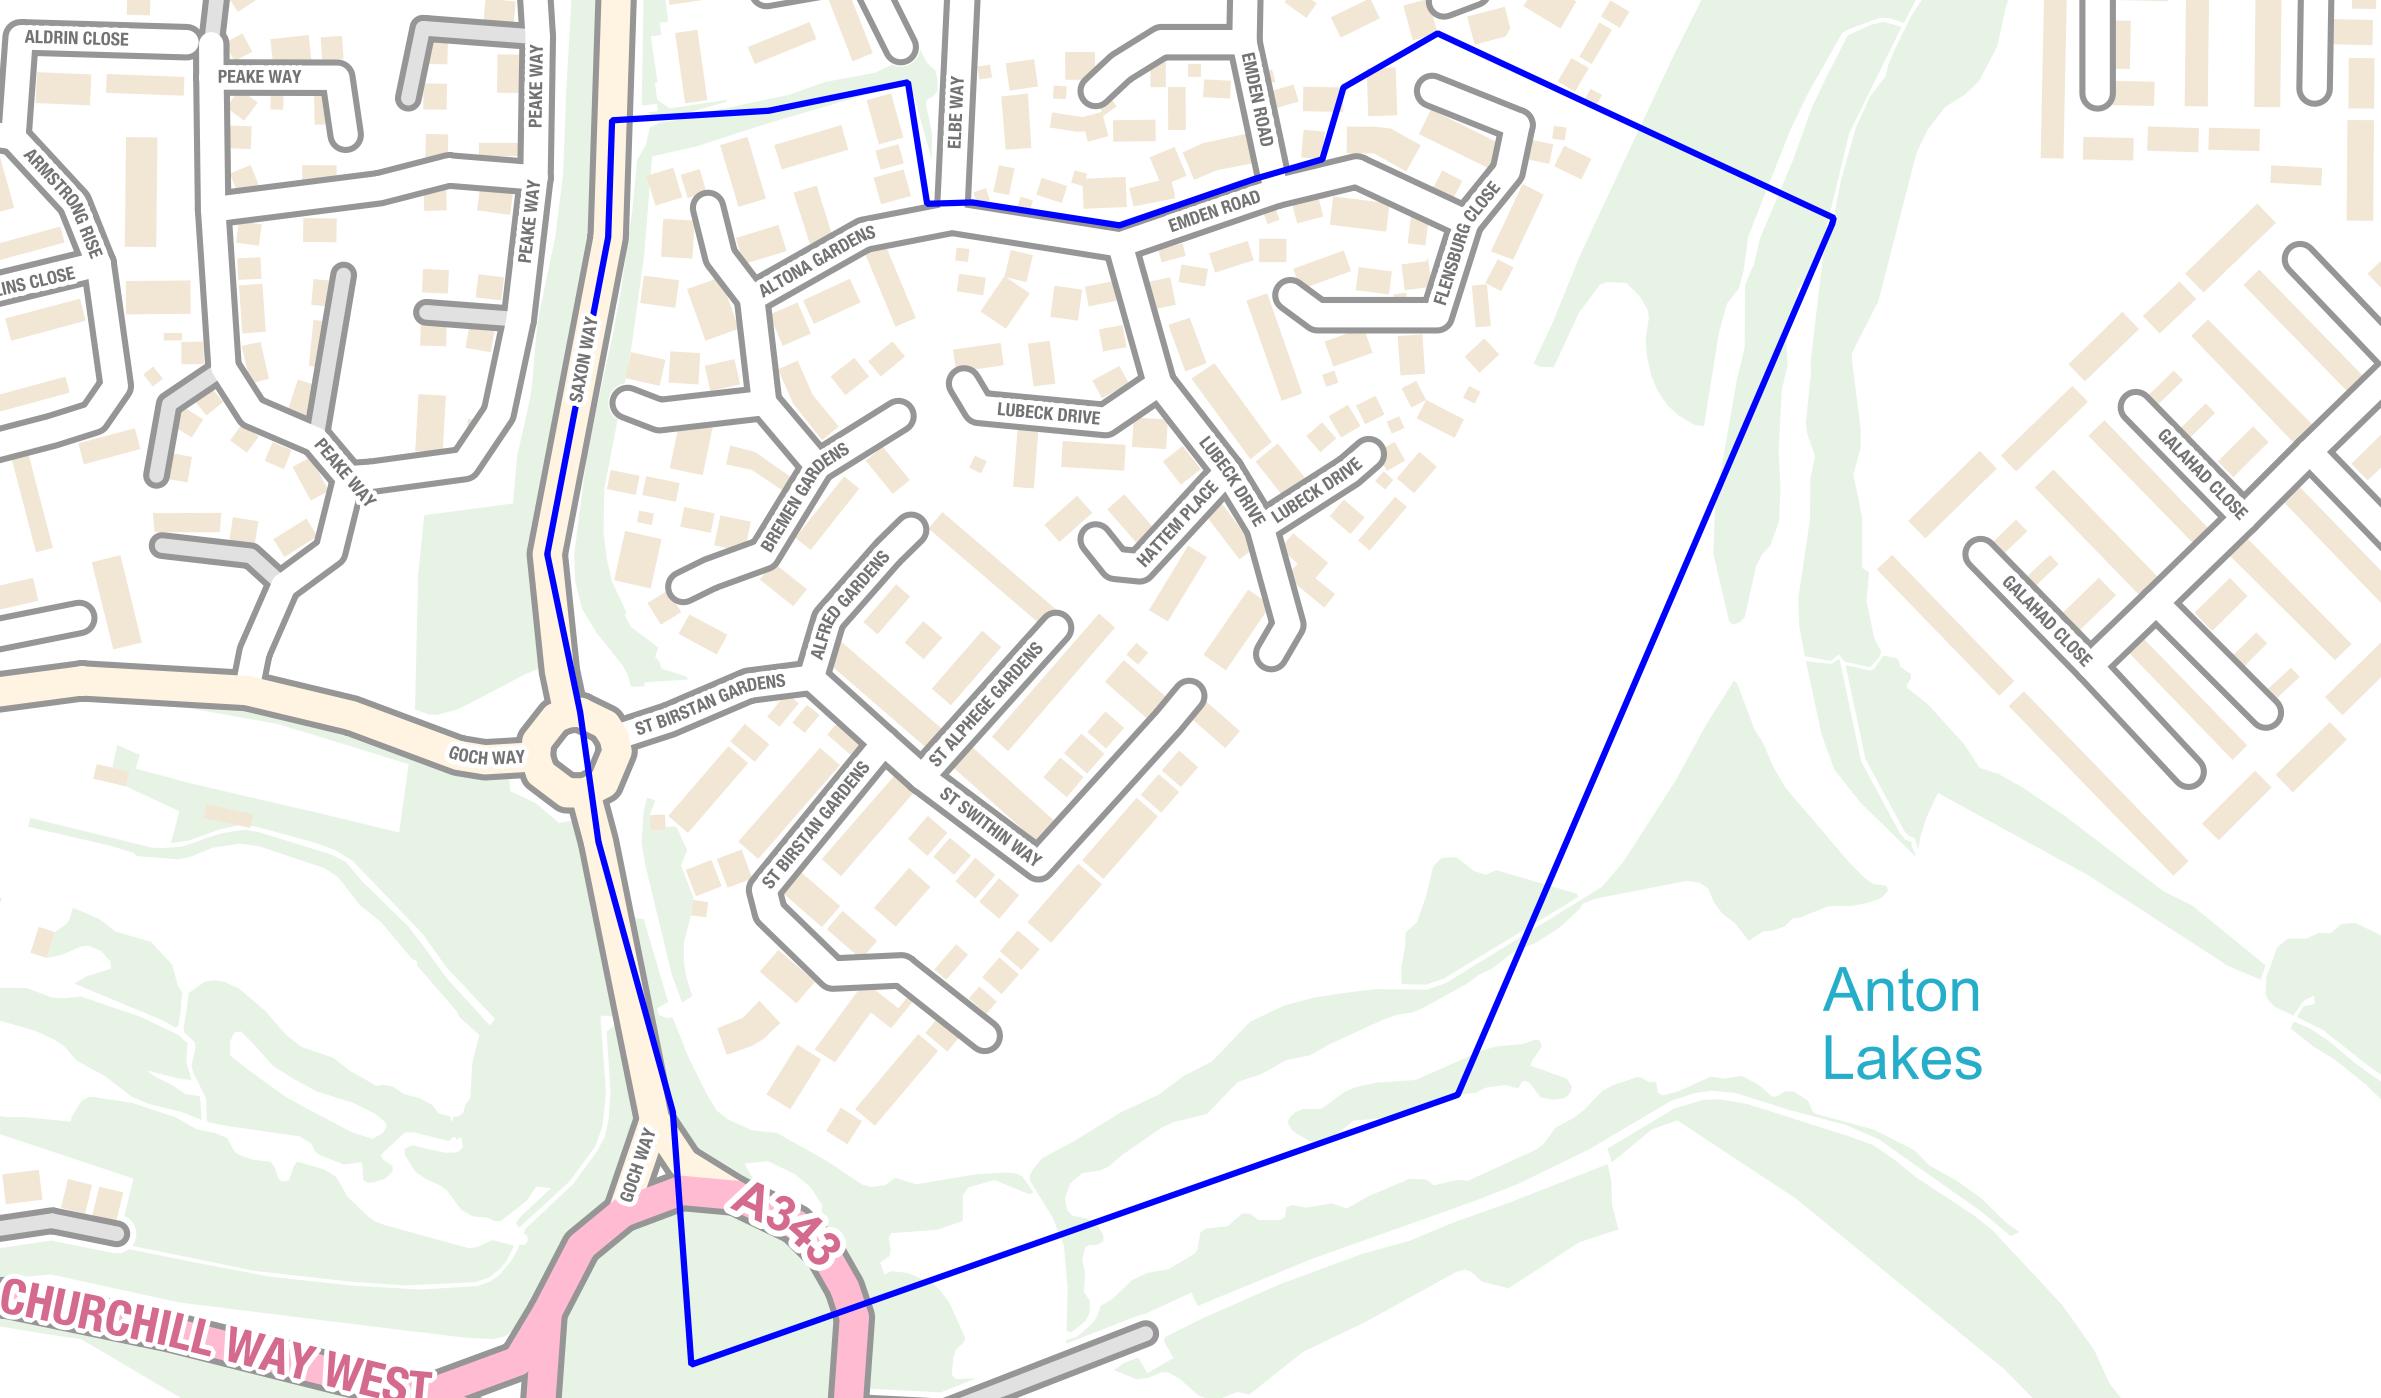 ALDRIN CLOSE
PEAKE WAY
PEAKE WAY
ELBE WAY
EMDEN ROAD
ARMSTRONG RISE
PEAKE WAY
LINS CLOSE
ALTONA GARDENS
EMDEN ROAD
FLENSBURG CLOSE
SAXON WAY
LUBECK DRIVE
PEAKE WAY
BREMEN GARDENS
LUBECK DRIVE
LUBECK DRIVE
HATTEM PLACE
GALAHAD CLOSE
GALAHAD CLOSE
ALFRED GARDENS
ST BIRSTAN GARDENS
ST ALPHEGE GARDENS
GOCH WAY
ST BIRSTAN GARDENS
ST SWITHIN WAY
Anton
Lakes
GOCH WAY
A343
CHURCHILL WAY WEST